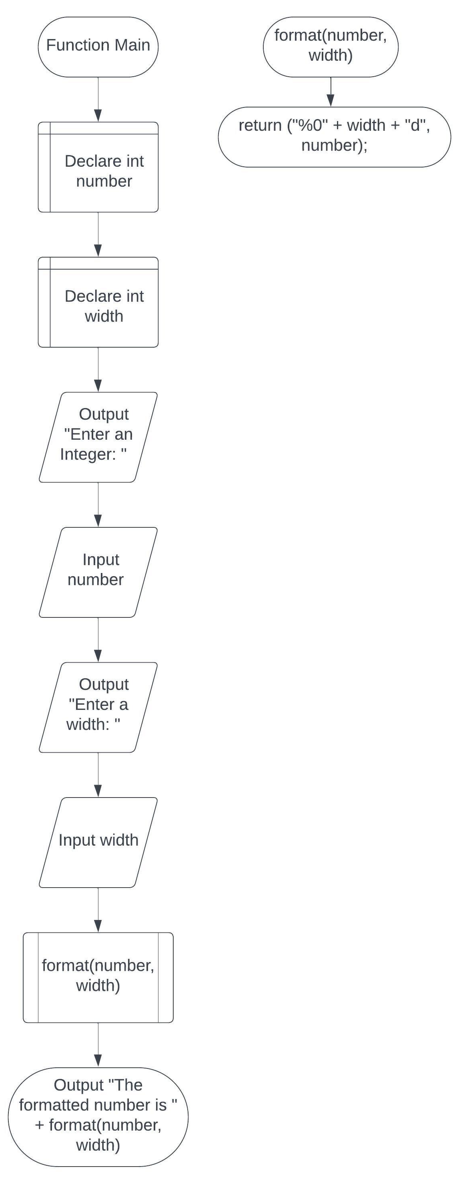 Function Main
Declare int
number
Declare int
width
Output
"Enter an
Integer: "
Input
number
Output
"Enter a
width: "
Input width
format(number,
width)
Output "The
formatted number is "
+ format(number,
width)
format(number,
width)
return ("%0" + width + "d",
number);